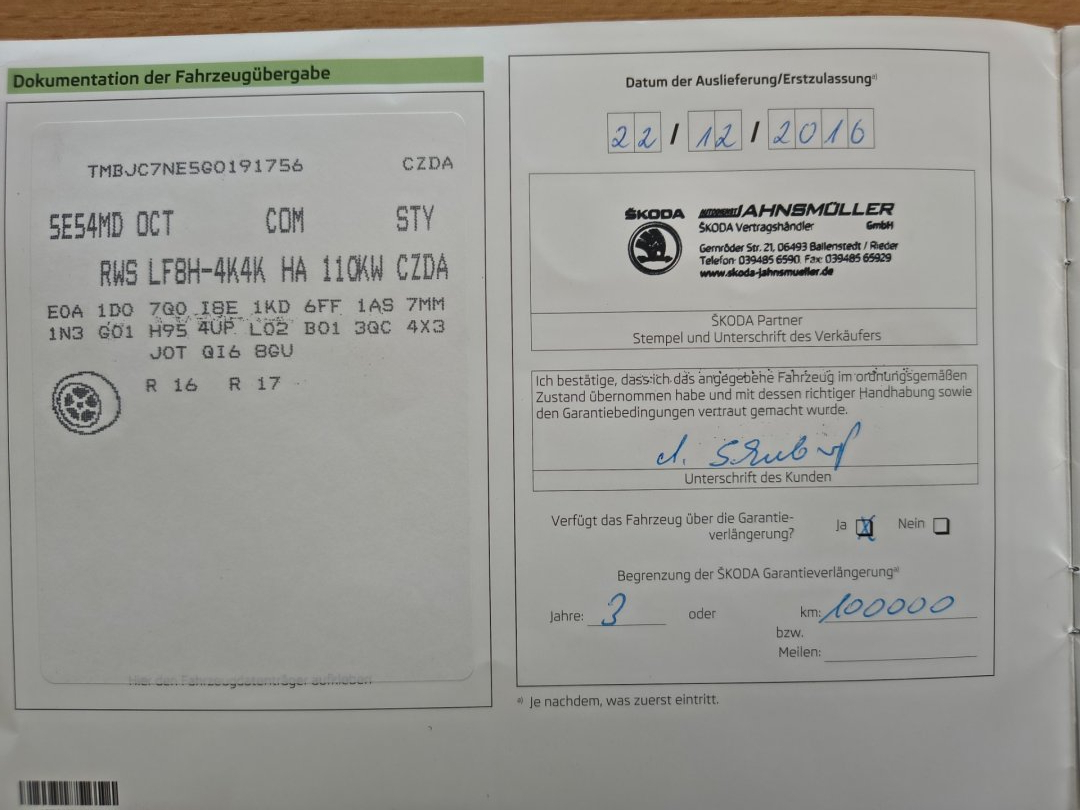 Dokumentation der Fahrzeugübergabe
TMBJC7NE5G0191756 CZDA
SE54MD OCT COM STY
RWS LF8H-4K4K HA 110KW CZDA
E0A 1D0 7Q0 I8E 1KD 6FF 1AS 7MM
1N3 G01 H95 4UP L02 B01 3QC 4X3
J0T QI6 8GU
R 16 R 17
Hier den Fahrzeugdatenträger aufkleben
Datum der Auslieferung/Erstzulassung a)
22 / 12 / 2016
ŠKODA JAHNSMÜLLER
GmbH
ŠKODA Vertragshändler
Gernröder Str. 21, 06493 Ballenstedt / Rieder
Telefon: 039485 6590, Fax: 039485 65929
www.skoda-jahnsmueller.de
ŠKODA Partner
Stempel und Unterschrift des Verkäufers
Ich bestätige, dass ich das angegebene Fahrzeug im ordnungsgemäßen
Zustand übernommen habe und mit dessen richtiger Handhabung sowie
den Garantiebedingungen vertraut gemacht wurde.
Unterschrift des Kunden
Verfügt das Fahrzeug über die Garantie-
verlängerung? Ja X Nein
Begrenzung der ŠKODA Garantieverlängerung a)
Jahre: 3 oder km: 100000
bzw.
Meilen:
a) Je nachdem, was zuerst eintritt.